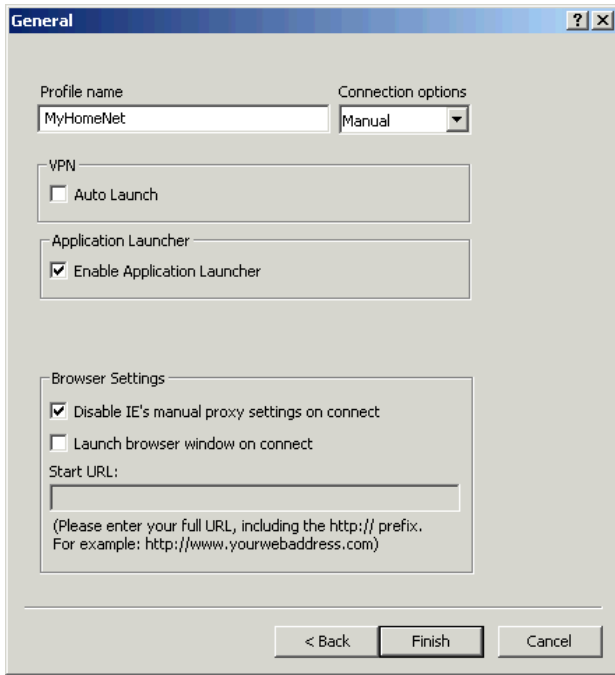 General
Profile name
Connection options
MyHomeNet
Manual
VPN
Auto Launch
Application Launcher
Enable Application Launcher
Browser Settings
Disable IE's manual proxy settings on connect
Launch browser window on connect
Start URL:
(Please enter your full URL, including the http:// prefix.
For example: http://www.yourwebaddress.com)
< Back
Finish
Cancel